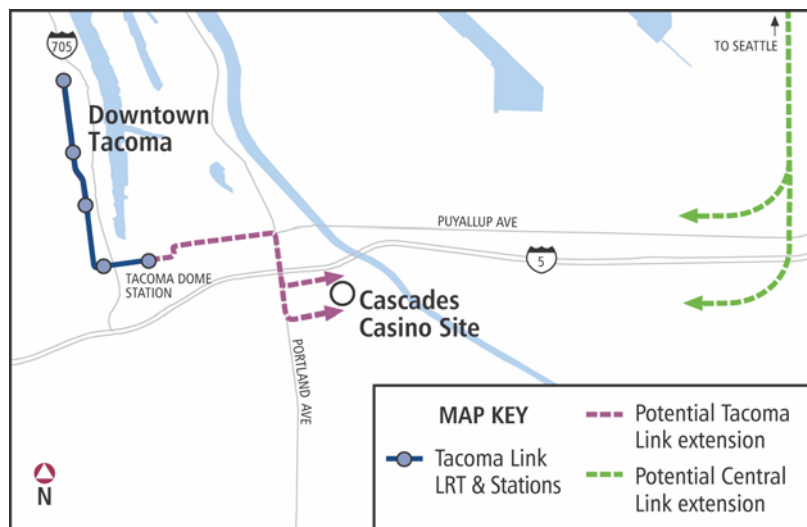 705
TO SEATTLE
Downtown
Tacoma
PUYALLUP AVE
5
TACOMA DOME
STATION
Cascades
Casino Site
PORTLAND AVE
MAP KEY
Tacoma Link
LRT & Stations
Potential Tacoma
Link extension
Potential Central
Link extension
N